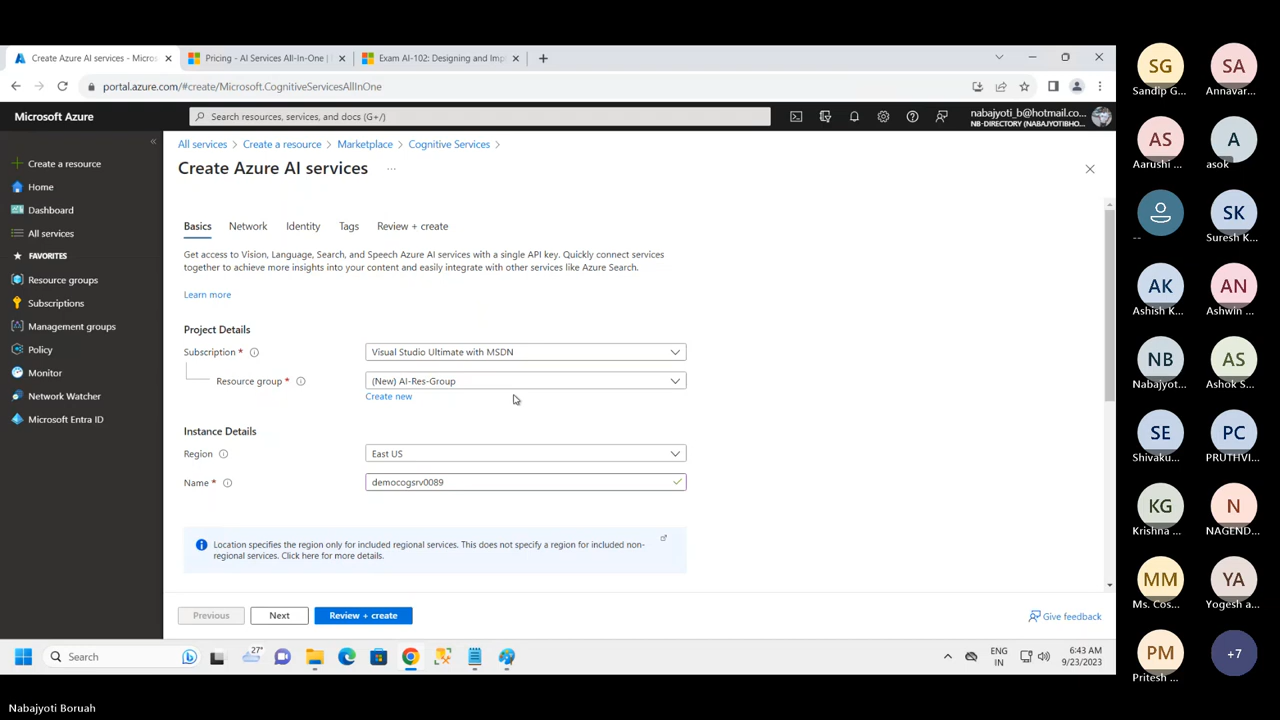 Create Azure AI services - Micros
Pricing - AI Services All-In-One |
Exam AI-102: Designing and Imp
portal.azure.com/#create/Microsoft.CognitiveServicesAllInOne
Microsoft Azure
Search resources, services, and docs (G+/)
nabajyoti_b@hotmail.co...
NB-DIRECTORY (NABAJYOTIBHO...
Create a resource
Home
Dashboard
All services
FAVORITES
Resource groups
Subscriptions
Management groups
Policy
Monitor
Network Watcher
Microsoft Entra ID
All services > Create a resource > Marketplace > Cognitive Services >
Create Azure AI services ...
Basics Network Identity Tags Review + create
Get access to Vision, Language, Search, and Speech Azure AI services with a single API key. Quickly connect services
together to achieve more insights into your content and easily integrate with other services like Azure Search.
Learn more
Project Details
Subscription * Visual Studio Ultimate with MSDN
Resource group * (New) AI-Res-Group
Create new
Instance Details
Region East US
Name * democogsrv0089
Location specifies the region only for included regional services. This does not specify a region for included non-
regional services. Click here for more details.
Previous Next Review + create
Give feedback
Search
27°
ENG
IN
6:43 AM
9/23/2023
SG SA
Sandip G... Annavar...
AS A
Aarushi ... asok
SK
-- Suresh K...
AK AN
Ashish K... Ashwin ...
NB AS
Nabajyot... Ashok S...
SE PC
Shivaku... PRUTHVI...
KG N
Krishna ... NAGEND...
MM YA
Ms. Cos... Yogesh a...
PM +7
Pritesh ...
Nabajyoti Boruah